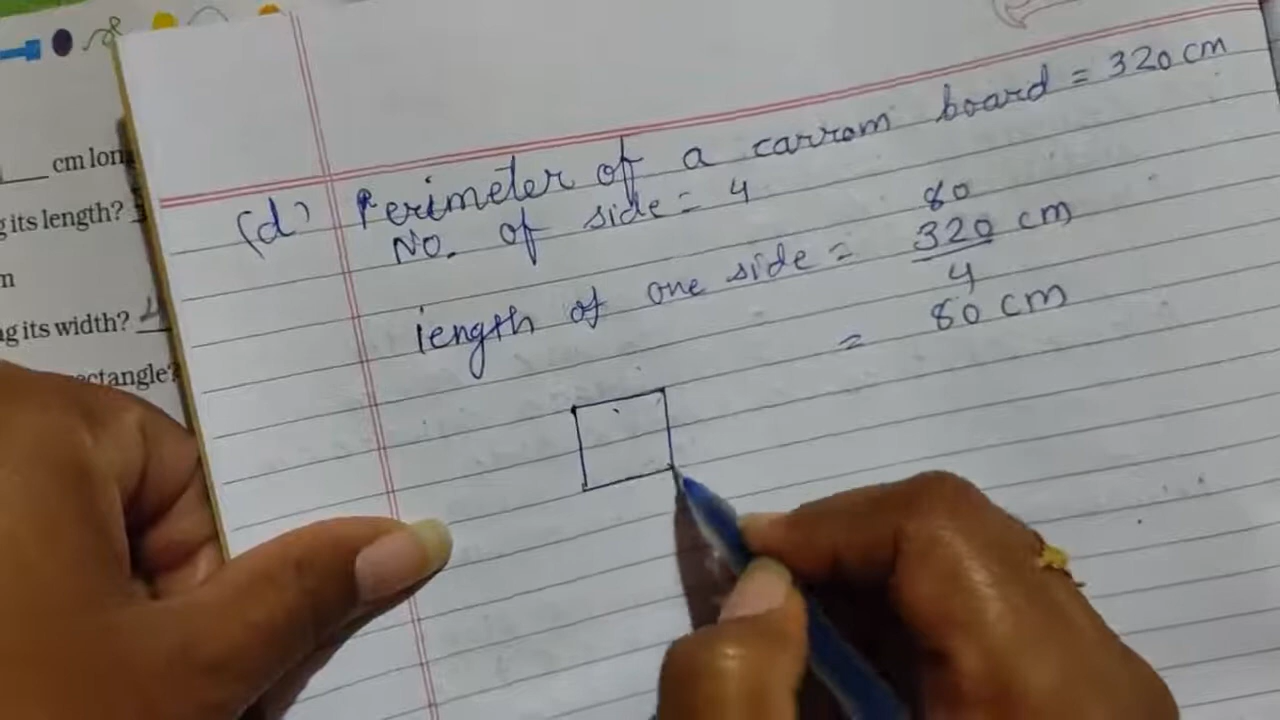 cm lon
g its length?
m
g its width?
ectangle?
(d) Perimeter of a carrom board = 320 cm
No. of side = 4
80
length of one side = 320 cm
4
= 80 cm